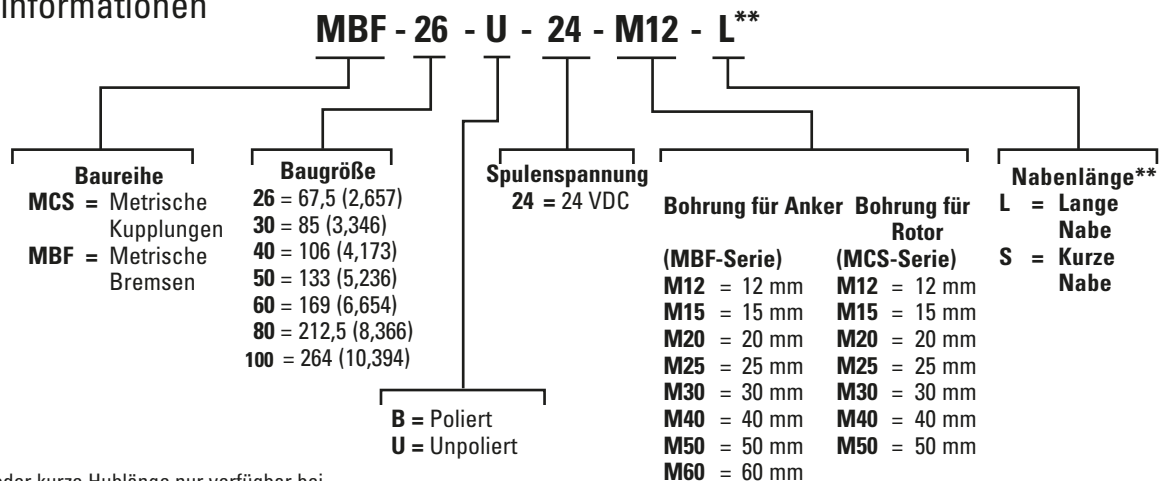 informationen
MBF - 26 - U - 24 - M12 - L**
Baureihe
MCS = Metrische
Kupplungen
MBF = Metrische
Bremsen
Baugröße
26 = 67,5 (2,657)
30 = 85 (3,346)
40 = 106 (4,173)
50 = 133 (5,236)
60 = 169 (6,654)
80 = 212,5 (8,366)
100 = 264 (10,394)
B = Poliert
U = Unpoliert
Spulenspannung
24 = 24 VDC
Bohrung für Anker
(MBF-Serie)
M12 = 12 mm
M15 = 15 mm
M20 = 20 mm
M25 = 25 mm
M30 = 30 mm
M40 = 40 mm
M50 = 50 mm
M60 = 60 mm
Bohrung für
Rotor
(MCS-Serie)
M12 = 12 mm
M15 = 15 mm
M20 = 20 mm
M25 = 25 mm
M30 = 30 mm
M40 = 40 mm
M50 = 50 mm
Nabenlänge**
L = Lange
Nabe
S = Kurze
Nabe
oder kurze Hublänge nur verfügbar bei